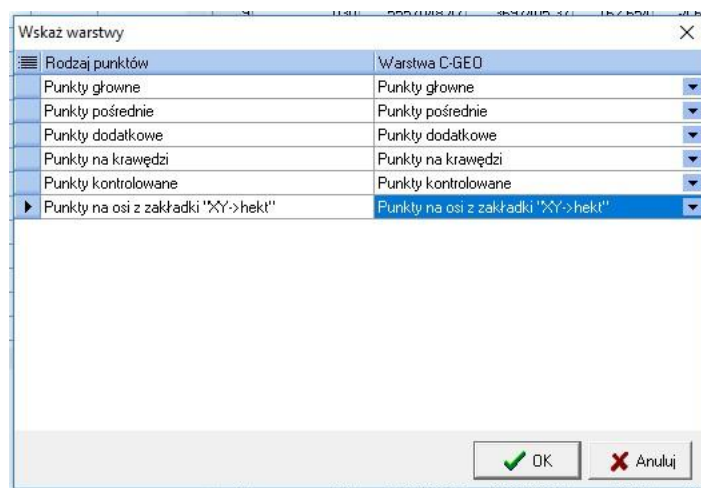 Wskaż warstwy
Rodzaj punktów Warstwa C-GEO
Punkty głowne Punkty głowne
Punkty pośrednie Punkty pośrednie
Punkty dodatkowe Punkty dodatkowe
Punkty na krawędzi Punkty na krawędzi
Punkty kontrolowane Punkty kontrolowane
Punkty na osi z zakładki "XY->hekt" Punkty na osi z zakładki "XY->hekt"
OK Anuluj